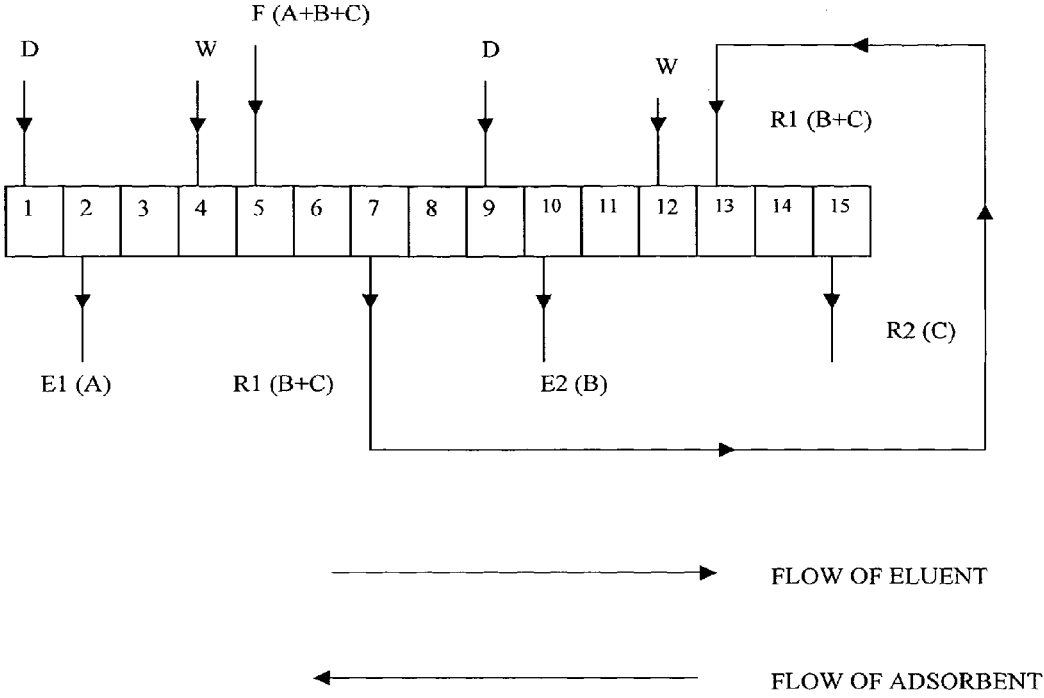 F (A+B+C)
D
W
D
W
R1 (B+C)
1 2 3 4 5 6 7 8 9 10 11 12 13 14 15
R2 (C)
E1 (A)
R1 (B+C)
E2 (B)
FLOW OF ELUENT
FLOW OF ADSORBENT